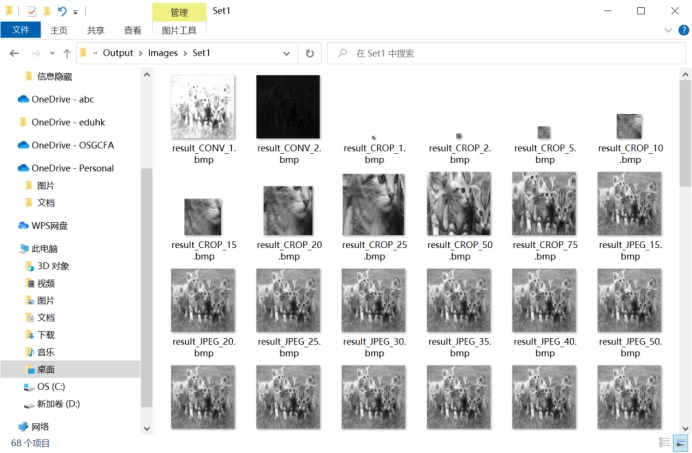 管理
Set1
文件
主页
共享
查看
图片工具
« Output › Images › Set1
在 Set1 中搜索
信息隐藏
OneDrive - abc
OneDrive - eduhk
OneDrive - OSGCFA
OneDrive - Personal
图片
文档
WPS网盘
此电脑
3D 对象
视频
图片
文档
下载
音乐
桌面
OS (C:)
新加卷 (D:)
网络
result_CONV_1.bmp
result_CONV_2.bmp
result_CROP_1.bmp
result_CROP_2.bmp
result_CROP_5.bmp
result_CROP_10.bmp
result_CROP_15.bmp
result_CROP_20.bmp
result_CROP_25.bmp
result_CROP_50.bmp
result_CROP_75.bmp
result_JPEG_15.bmp
result_JPEG_20.bmp
result_JPEG_25.bmp
result_JPEG_30.bmp
result_JPEG_35.bmp
result_JPEG_40.bmp
result_JPEG_50.bmp
68 个项目